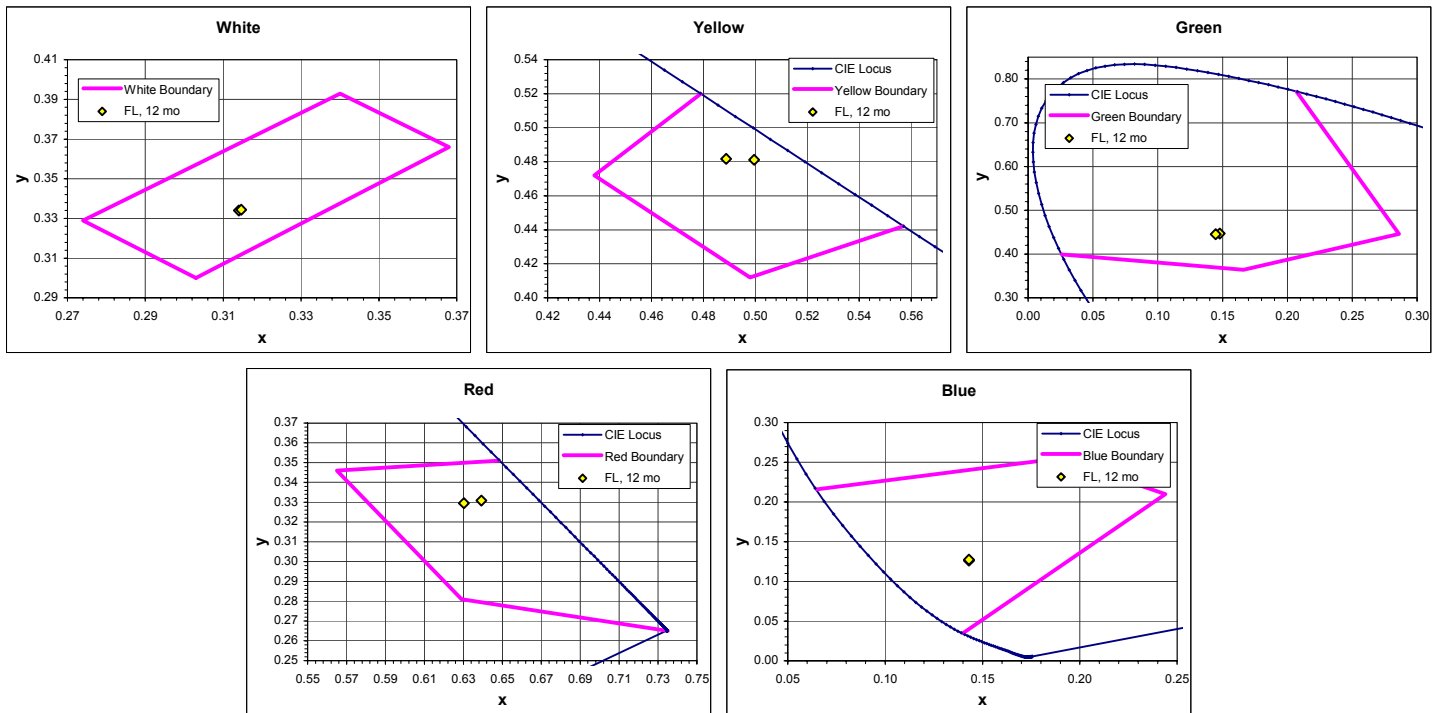 White
0.41
0.39
0.37
0.35
0.33
0.31
0.29
y
0.27 0.29 0.31 0.33 0.35 0.37
x
White Boundary
FL, 12 mo
Yellow
0.54
0.52
0.50
0.48
0.46
0.44
0.42
0.40
y
0.42 0.44 0.46 0.48 0.50 0.52 0.54 0.56
x
CIE Locus
Yellow Boundary
FL, 12 mo
Green
0.80
0.70
0.60
0.50
0.40
0.30
y
0.00 0.05 0.10 0.15 0.20 0.25 0.30
x
CIE Locus
Green Boundary
FL, 12 mo
Red
0.37
0.36
0.35
0.34
0.33
0.32
0.31
0.30
0.29
0.28
0.27
0.26
0.25
y
0.55 0.57 0.59 0.61 0.63 0.65 0.67 0.69 0.71 0.73 0.75
x
CIE Locus
Red Boundary
FL, 12 mo
Blue
0.30
0.25
0.20
0.15
0.10
0.05
0.00
y
0.05 0.10 0.15 0.20 0.25
x
CIE Locus
Blue Boundary
FL, 12 mo